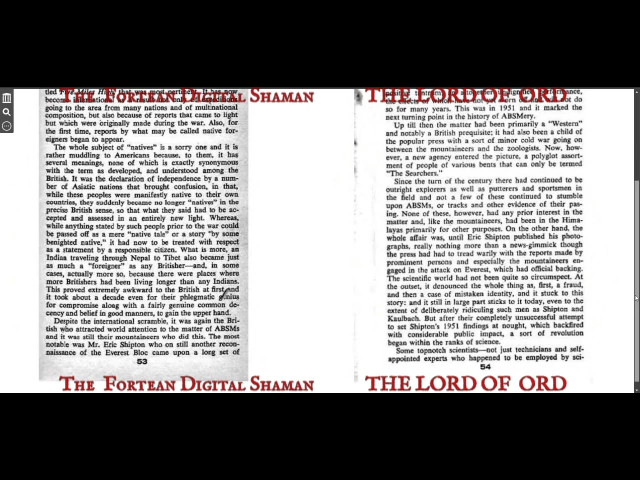 tled Five Miles High that was most pertinent. It has now
THE FORTEAN DIGITAL SHAMAN
going to the area from many nations and of multinational
composition, but also because of reports that came to light
but which were originally made during the war. Also, for
the first time, reports by what may be called native for-
eigners began to appear.
The whole subject of "natives" is a sorry one and it is
rather muddling to Americans because, to them, it has
several meanings, none of which is exactly synonymous
with the term as developed, and understood among the
British. It was the declaration of independence by a num-
ber of Asiatic nations that brought confusion, in that,
while these peoples were manifestly native to their own
countries, they suddenly became no longer "natives" in the
precise British sense, so that what they said had to be ac-
cepted and assessed in an entirely new light. Whereas,
while anything stated by such people prior to the war could
be passed off as a mere "native tale" or a story "by some
benighted native," it had now to be treated with respect
as a statement by a responsible citizen. What is more, an
Indian traveling through Nepal to Tibet also became just
as much a "foreigner" as any Britisher—and, in some
cases, actually more so, because there were places where
more Britishers had been living longer than any Indians.
This proved extremely awkward to the British at first and
it took about a decade even for their phlegmatic genius
for compromise along with a fairly genuine common de-
cency and belief in good manners, to gain the upper hand.
Despite the international scramble, it was again the Bri-
tish who attracted world attention to the matter of ABSMs
and it was still their mountaineers who did this. The most
notable was Mr. Eric Shipton who on still another recon-
naissance of the Everest Bloc came upon a long set of
53
THE FORTEAN DIGITAL SHAMAN
THE LORD OF ORD
so for many years. This was in 1951 and it marked the
next turning point in the history of ABSMery.
Up till then the matter had been primarily a "Western"
and notably a British prequisite; it had also been a child of
the popular press with a sort of minor cold war going on
between the mountaineers and the zoologists. Now, how-
ever, a new agency entered the picture, a polyglot assort-
ment of people of various bents that can only be termed
"The Searchers."
Since the turn of the century there had continued to be
outright explorers as well as putterers and sportsmen in
the field and not a few of these continued to stumble
upon ABSMs, or tracks and other evidence of their pas-
ing. None of these, however, had any prior interest in the
matter and, like the mountaineers, had been in the Hima-
layas primarily for other purposes. On the other hand, the
whole affair was, until Eric Shipton published his photo-
graphs, really nothing more than a news-gimmick though
the press had had to tread warily with the reports made by
prominent persons and especially the mountaineers en-
gaged in the attack on Everest, which had official backing.
The scientific world had not been quite so circumspect. At
the outset, it denounced the whole thing as, first, a fraud,
and then a case of mistaken identity, and it stuck to this
story: and it still in large part sticks to it today, even to the
extent of deliberately ridiculing such men as Shipton and
Kaulbach. But after their completely unsuccessful attempt
to set Shipton's 1951 findings at nought, which backfired
with considerable public impact, a sort of revolution
began within the ranks of science.
Some topnotch scientists—not just technicians and self-
appointed experts who happened to be employed by sci-
54
THE LORD OF ORD